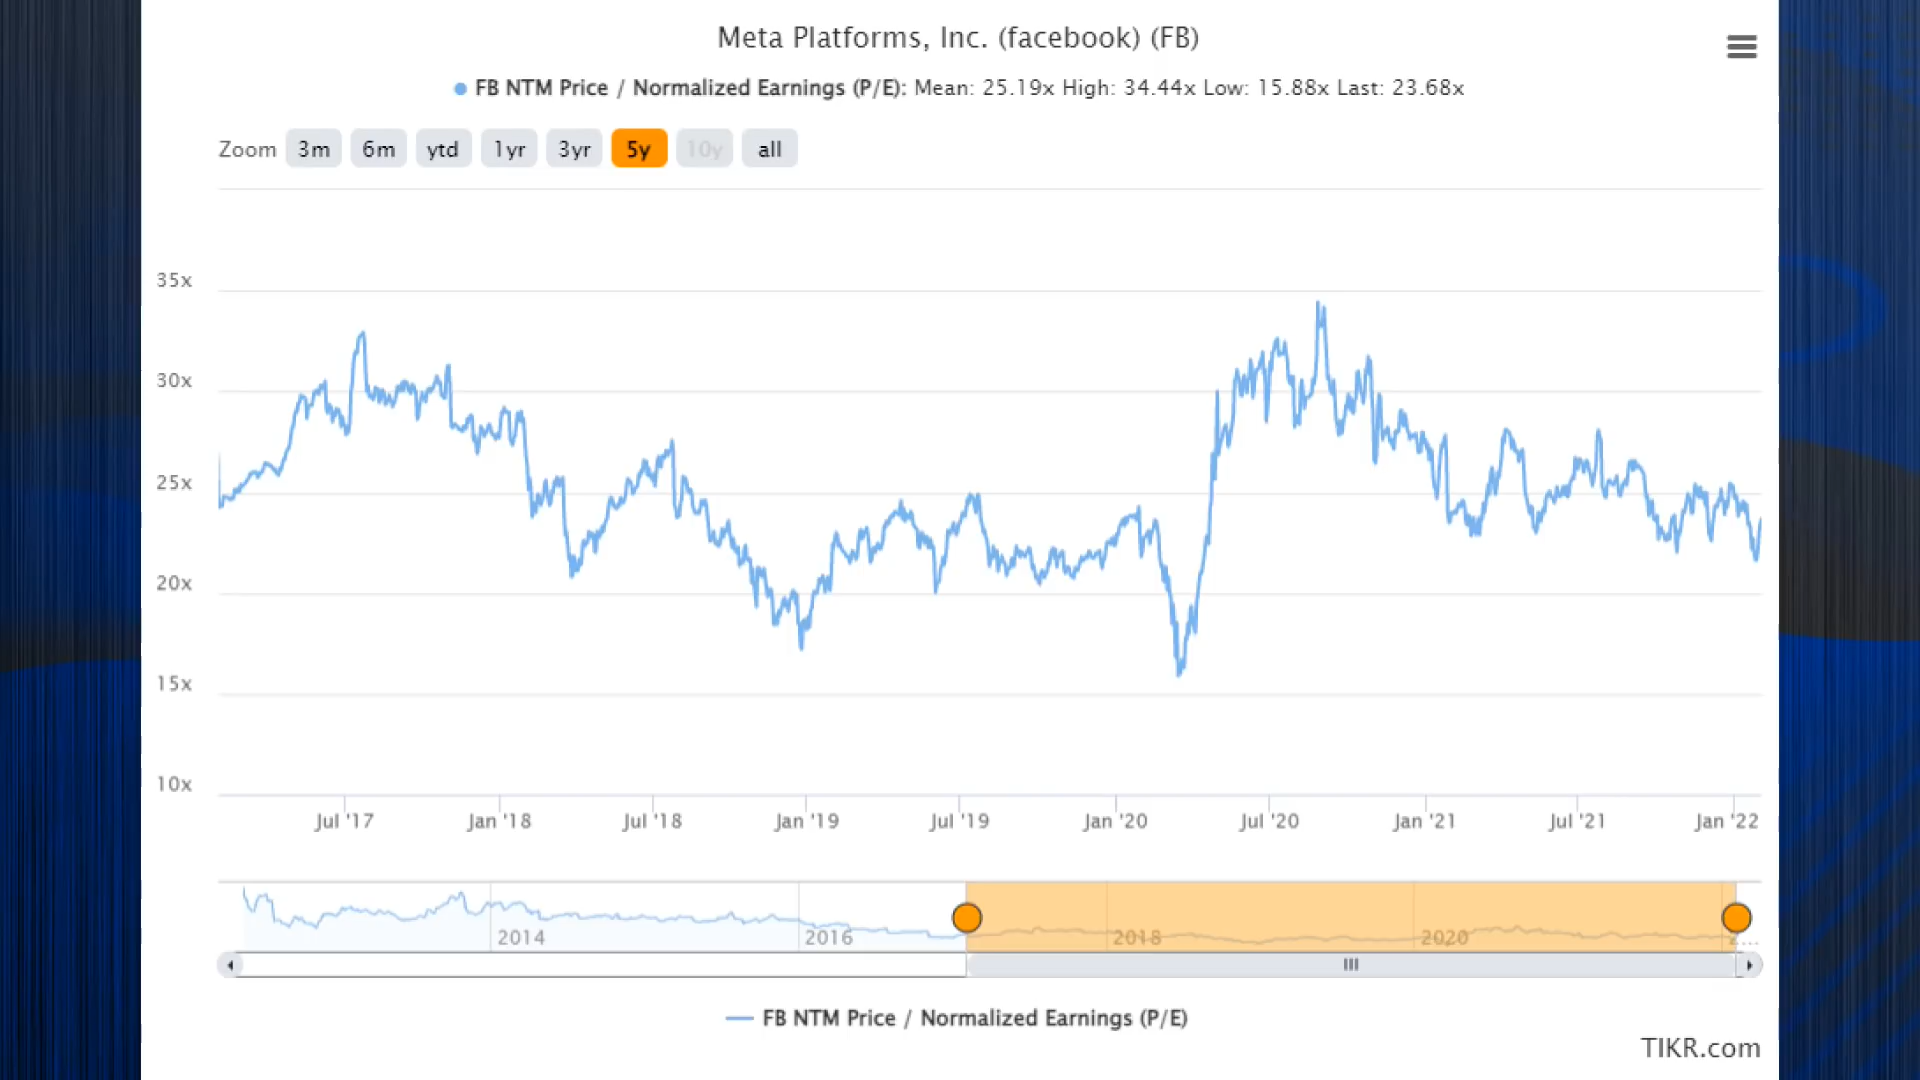 Meta Platforms, Inc. (facebook) (FB)
FB NTM Price / Normalized Earnings (P/E): Mean: 25.19x High: 34.44x Low: 15.88x Last: 23.68x
Zoom 3m 6m ytd 1yr 3yr 5y 10y all
35x
30x
25x
20x
15x
10x
Jul '17 Jan '18 Jul '18 Jan '19 Jul '19 Jan '20 Jul '20 Jan '21 Jul '21 Jan '22
2014 2016 2018 2020 2...
FB NTM Price / Normalized Earnings (P/E)
TIKR.com